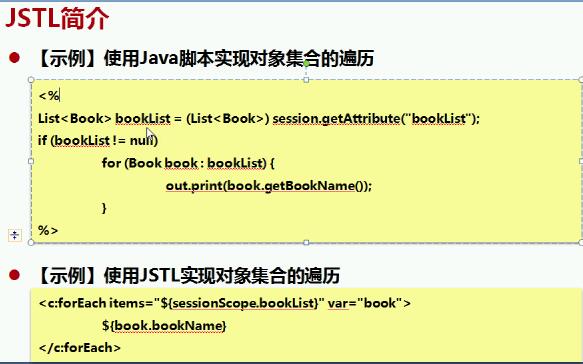 JSTL简介
【示例】使用Java脚本实现对象集合的遍历
<%
List<Book> bookList = (List<Book>) session.getAttribute("bookList");
if (bookList != null)
for (Book book : bookList) {
out.print(book.getBookName());
}
%>
【示例】使用JSTL实现对象集合的遍历
<c:forEach items="${sessionScope.bookList}" var="book">
${book.bookName}
</c:forEach>